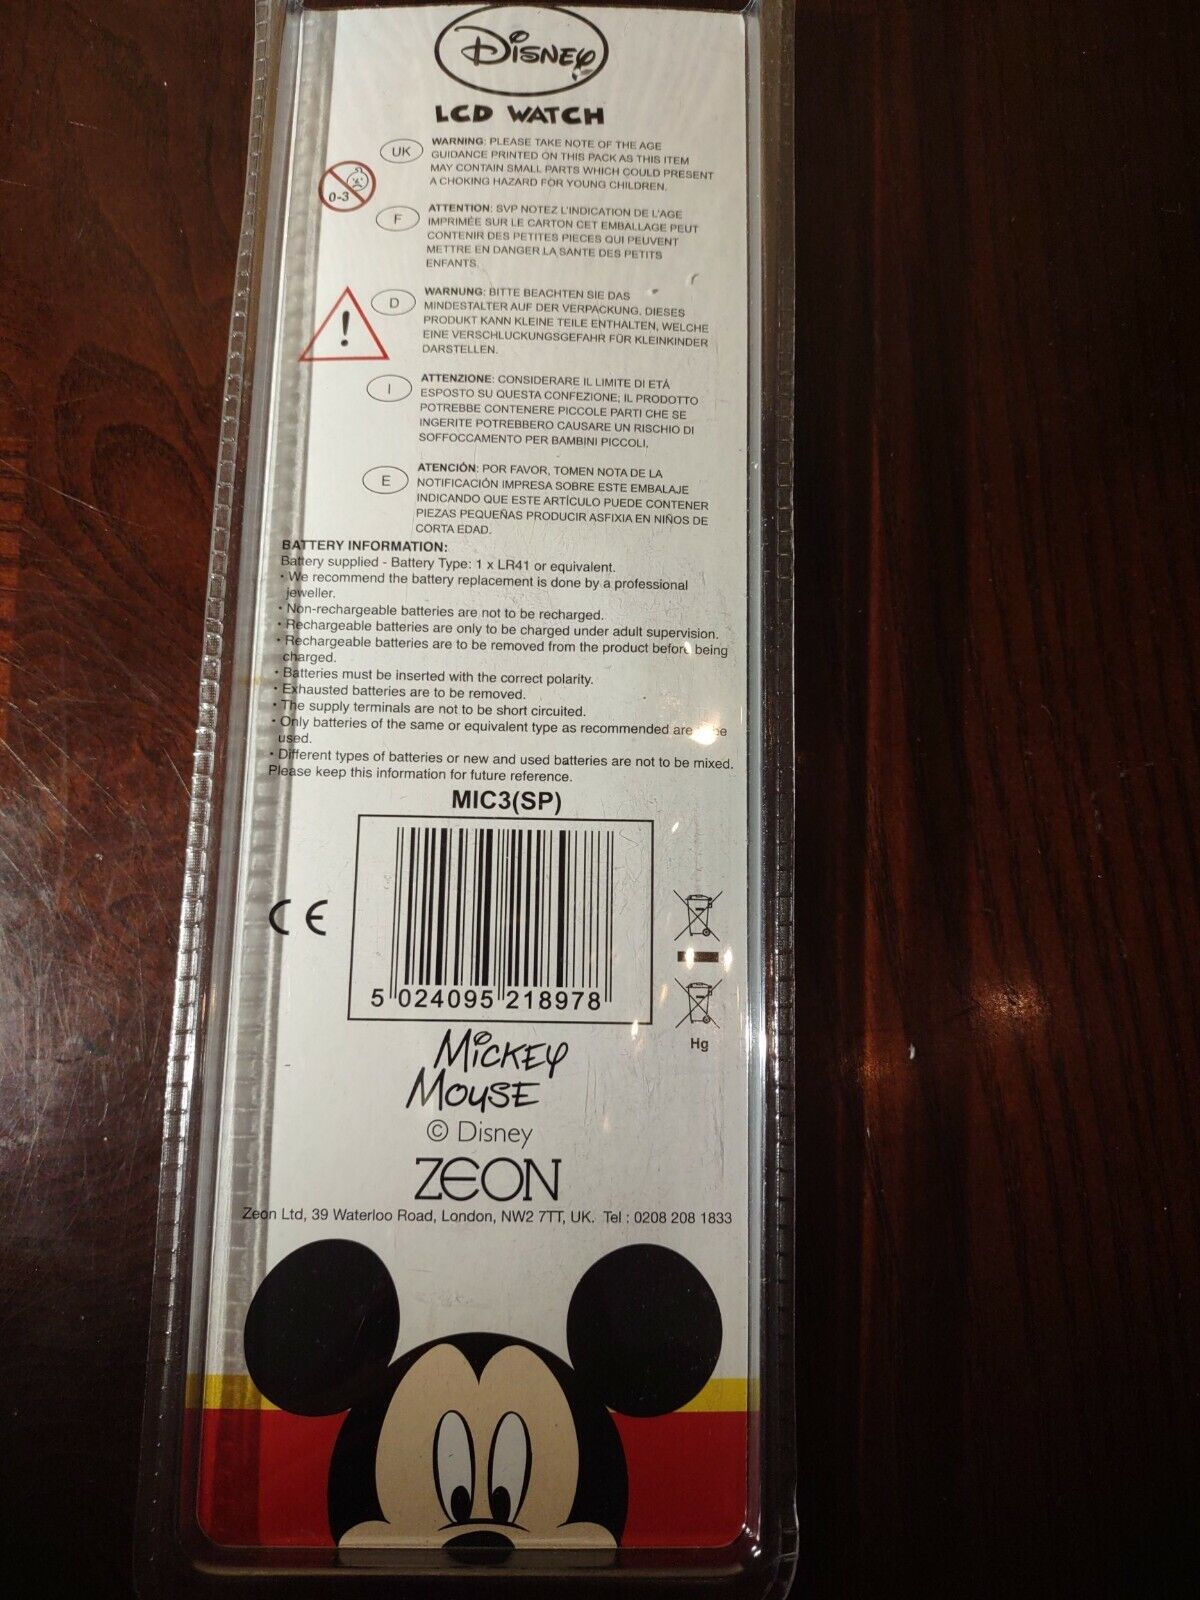 Disney
LCD WATCH
UK
WARNING: PLEASE TAKE NOTE OF THE AGE
GUIDANCE PRINTED ON THIS PACK AS THIS ITEM
MAY CONTAIN SMALL PARTS WHICH COULD PRESENT
A CHOKING HAZARD FOR YOUNG CHILDREN.
0-3
F
ATTENTION: SVP NOTEZ L'INDICATION DE L'AGE
IMPRIMÉE SUR LE CARTON CET EMBALLAGE PEUT
CONTENIR DES PETITES PIECES QUI PEUVENT
METTRE EN DANGER LA SANTE DES PETITS
ENFANTS.
D
WARNUNG: BITTE BEACHTEN SIE DAS
MINDESTALTER AUF DER VERPACKUNG. DIESES
PRODUKT KANN KLEINE TEILE ENTHALTEN, WELCHE
EINE VERSCHLUCKUNGSGEFAHR FÜR KLEINKINDER
DARSTELLEN.
!
I
ATTENZIONE: CONSIDERARE IL LIMITE DI ETÁ
ESPOSTO SU QUESTA CONFEZIONE; IL PRODOTTO
POTREBBE CONTENERE PICCOLE PARTI CHE SE
INGERITE POTREBBERO CAUSARE UN RISCHIO DI
SOFFOCCAMENTO PER BAMBINI PICCOLI,
E
ATENCIÓN: POR FAVOR, TOMEN NOTA DE LA
NOTIFICACIÓN IMPRESA SOBRE ESTE EMBALAJE
INDICANDO QUE ESTE ARTÍCULO PUEDE CONTENER
PIEZAS PEQUEÑAS PRODUCIR ASFIXIA EN NIÑOS DE
CORTA EDAD.
BATTERY INFORMATION:
Battery supplied - Battery Type: 1 x LR41 or equivalent.
• We recommend the battery replacement is done by a professional
jeweller.
• Non-rechargeable batteries are not to be recharged.
• Rechargeable batteries are only to be charged under adult supervision.
• Rechargeable batteries are to be removed from the product before being
charged.
• Batteries must be inserted with the correct polarity.
• Exhausted batteries are to be removed.
• The supply terminals are not to be short circuited.
• Only batteries of the same or equivalent type as recommended are be
used.
• Different types of batteries or new and used batteries are not to be mixed.
Please keep this information for future reference.
MIC3(SP)
CE
5 024095 218978
Hg
Mickey
Mouse
© Disney
ZEON
Zeon Ltd, 39 Waterloo Road, London, NW2 7TT, UK. Tel : 0208 208 1833